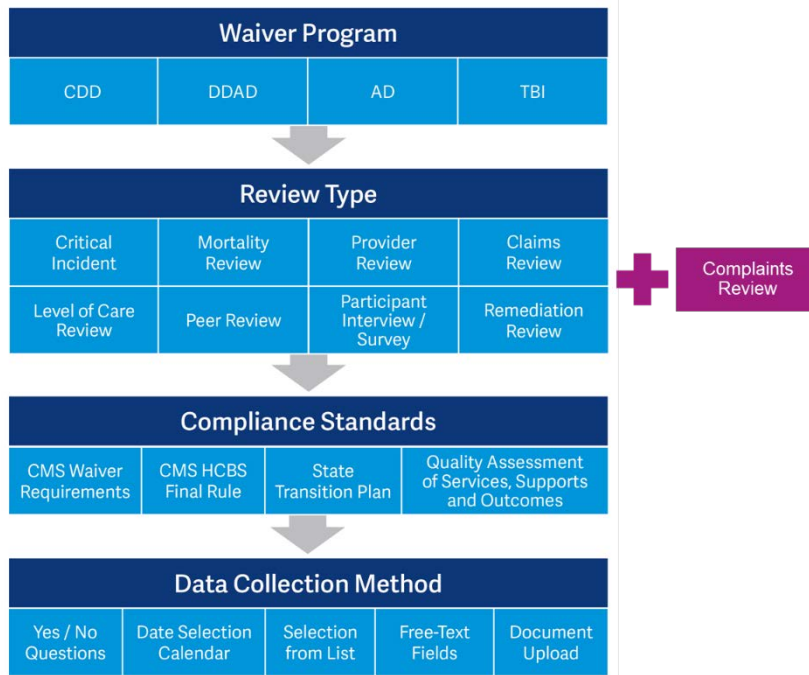 Waiver Program
CDD
DDAD
AD
TBI
Review Type
Critical
Incident
Mortality
Review
Provider
Review
Claims
Review
Level of Care
Review
Peer Review
Participant
Interview /
Survey
Remediation
Review
Complaints
Review
Compliance Standards
CMS Waiver
Requirements
CMS HCBS
Final Rule
State
Transition Plan
Quality Assessment
of Services, Supports
and Outcomes
Data Collection Method
Yes / No
Questions
Date Selection
Calendar
Selection
from List
Free-Text
Fields
Document
Upload